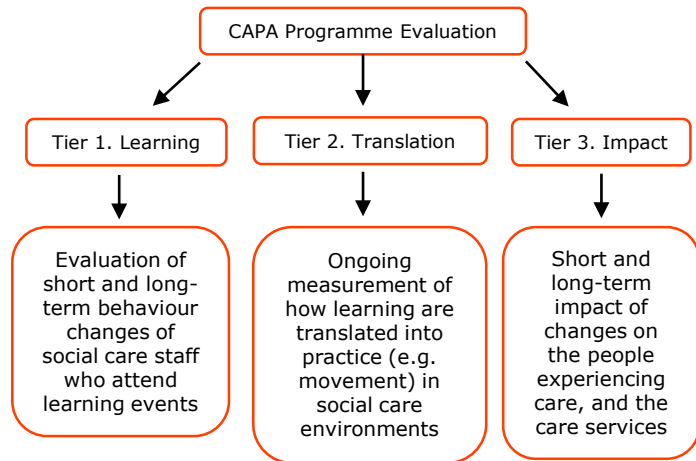 CAPA Programme Evaluation
Tier 1. Learning
Tier 2. Translation
Tier 3. Impact
Evaluation of
short and long-
term behaviour
changes of
social care staff
who attend
learning events
Ongoing
measurement of
how learning are
translated into
practice (e.g.
movement) in
social care
environments
Short and
long-term
impact of
changes on
the people
experiencing
care, and the
care services